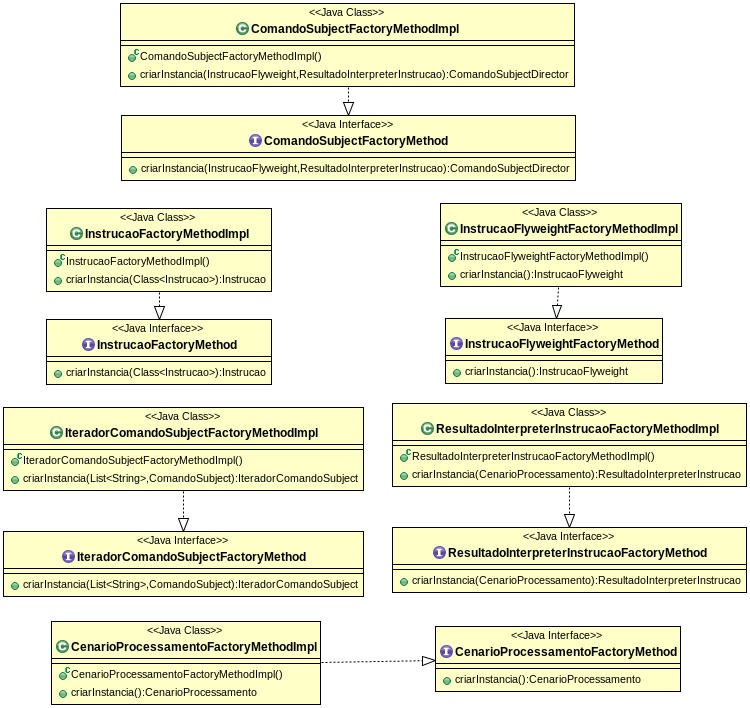 <<Java Class>>
ComandoSubjectFactoryMethodImpl
ComandoSubjectFactoryMethodImpl()
criarInstancia(InstrucaoFlyweight,ResultadoInterpreterInstrucao):ComandoSubjectDirector
<<Java Interface>>
ComandoSubjectFactoryMethod
criarInstancia(InstrucaoFlyweight,ResultadoInterpreterInstrucao):ComandoSubjectDirector
<<Java Class>>
InstrucaoFactoryMethodImpl
InstrucaoFactoryMethodImpl()
criarInstancia(Class<Instrucao>):Instrucao
<<Java Interface>>
InstrucaoFactoryMethod
criarInstancia(Class<Instrucao>):Instrucao
<<Java Class>>
InstrucaoFlyweightFactoryMethodImpl
InstrucaoFlyweightFactoryMethodImpl()
criarInstancia():InstrucaoFlyweight
<<Java Interface>>
InstrucaoFlyweightFactoryMethod
criarInstancia():InstrucaoFlyweight
<<Java Class>>
IteradorComandoSubjectFactoryMethodImpl
IteradorComandoSubjectFactoryMethodImpl()
criarInstancia(List<String>,ComandoSubject):IteradorComandoSubject
<<Java Interface>>
IteradorComandoSubjectFactoryMethod
criarInstancia(List<String>,ComandoSubject):IteradorComandoSubject
<<Java Class>>
ResultadoInterpreterInstrucaoFactoryMethodImpl
ResultadoInterpreterInstrucaoFactoryMethodImpl()
criarInstancia(CenarioProcessamento):ResultadoInterpreterInstrucao
<<Java Interface>>
ResultadoInterpreterInstrucaoFactoryMethod
criarInstancia(CenarioProcessamento):ResultadoInterpreterInstrucao
<<Java Class>>
CenarioProcessamentoFactoryMethodImpl
CenarioProcessamentoFactoryMethodImpl()
criarInstancia():CenarioProcessamento
<<Java Interface>>
CenarioProcessamentoFactoryMethod
criarInstancia():CenarioProcessamento